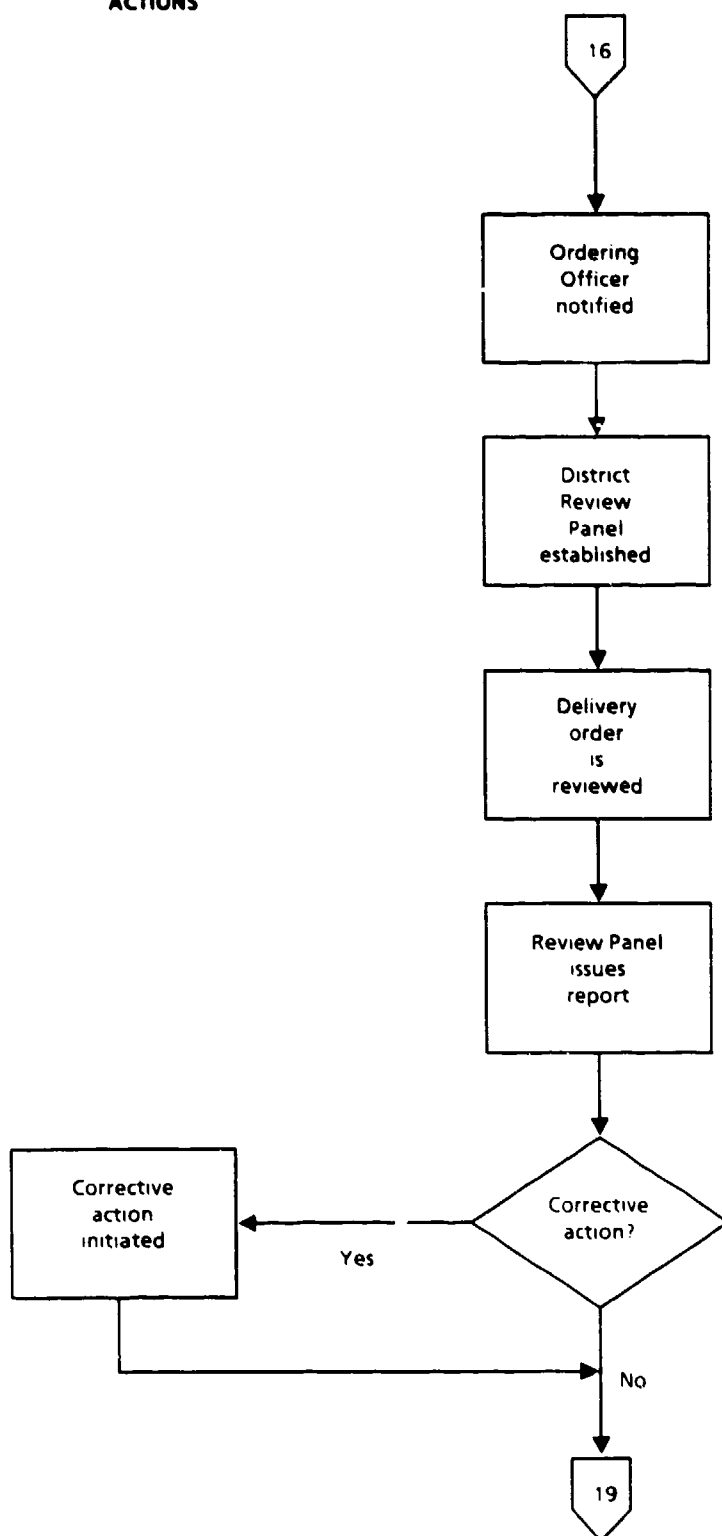 ACTIONS
16
Ordering
Officer
notified
District
Review
Panel
established
Delivery
order
is
reviewed
Review Panel
issues
report
Corrective
action?
Yes
Corrective
action
initiated
No
19